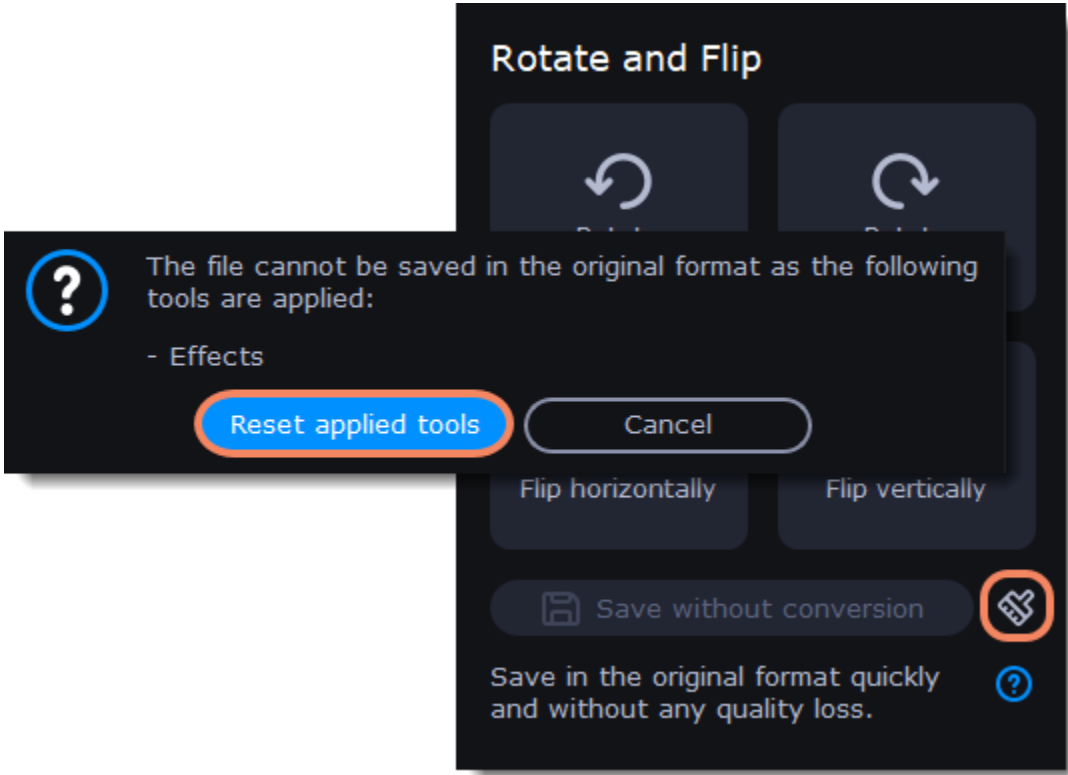 Rotate and Flip
The file cannot be saved in the original format as the following
tools are applied:
- Effects
Reset applied tools
Cancel
Flip horizontally
Flip vertically
Save without conversion
Save in the original format quickly
and without any quality loss.